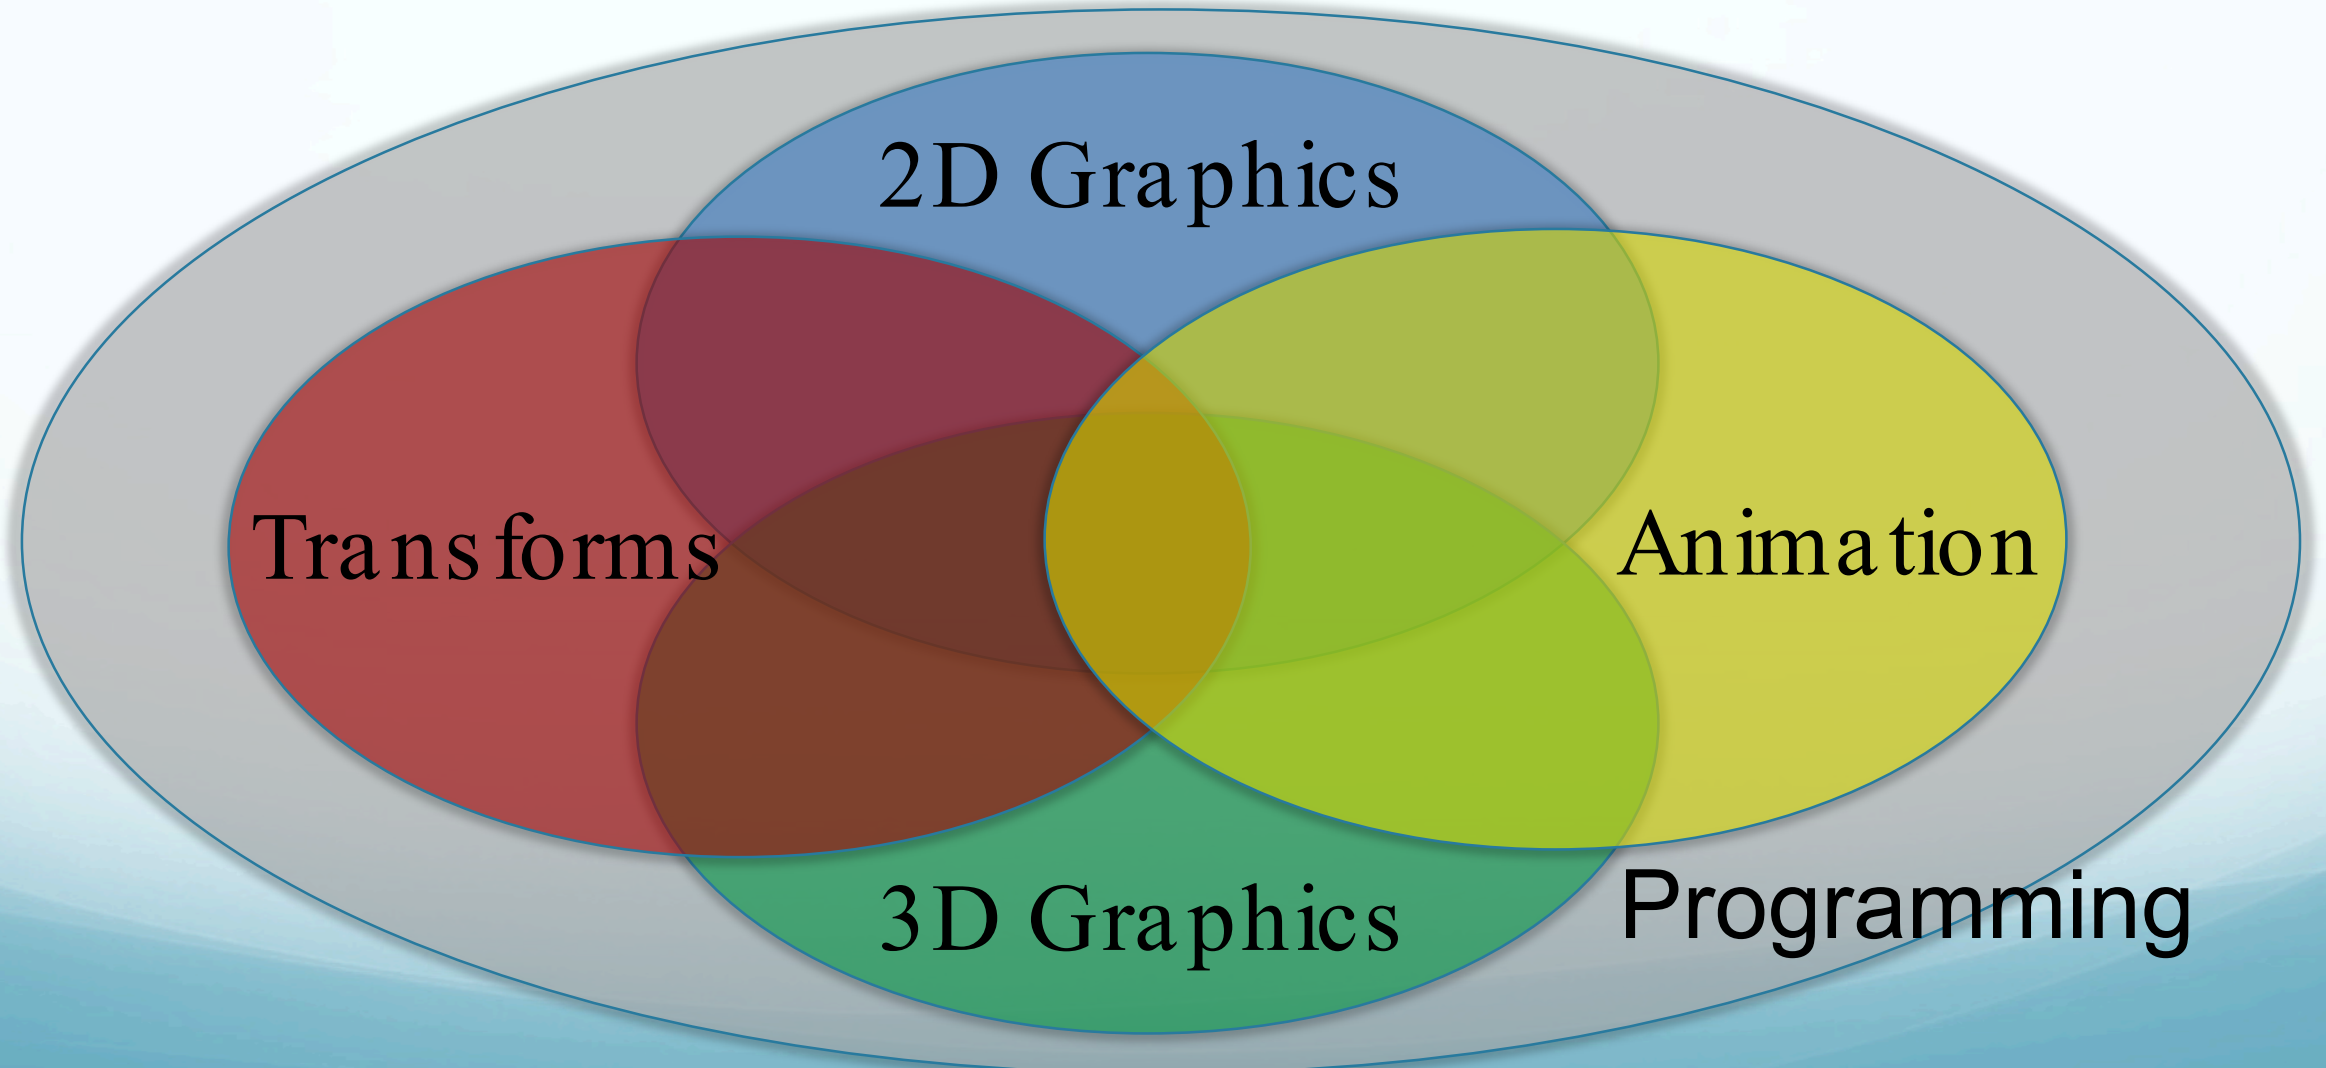 2D Graphics
Transforms
Animation
3D Graphics
Programming